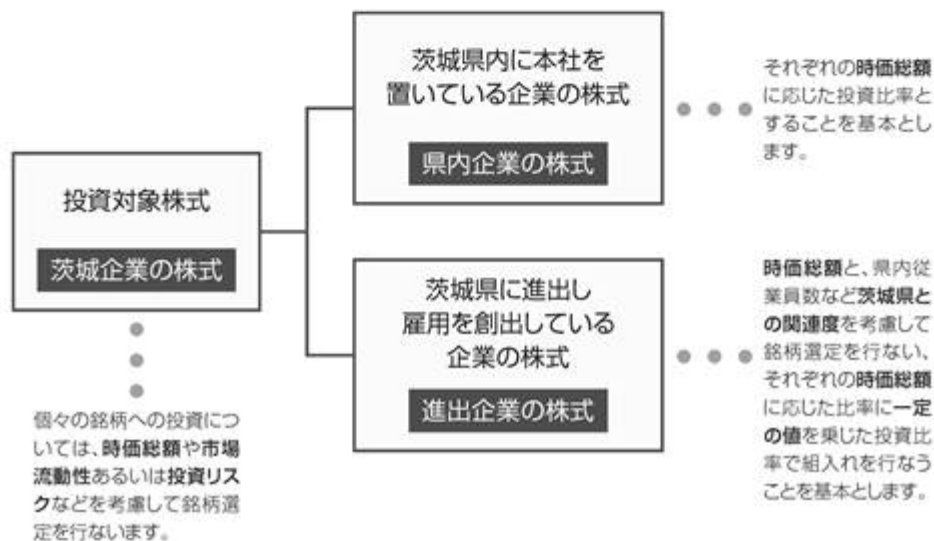 投資対象株式
茨城企業の株式
個々の銘柄への投資につ
いては、時価総額や市場
流動性あるいは投資リス
クなどを考慮して銘柄選
定を行ないます。
茨城県内に本社を
置いている企業の株式
県内企業の株式
それぞれの時価総額
に応じた投資比率と
することを基本とし
ます。
茨城県に進出し
雇用を創出している
企業の株式
進出企業の株式
時価総額と、県内従
業員数など茨城県と
の関連度を考慮して
銘柄選定を行ない、
それぞれの時価総額
に応じた比率に一定
の値を乗じた投資比
率で組入れを行なう
ことを基本とします。